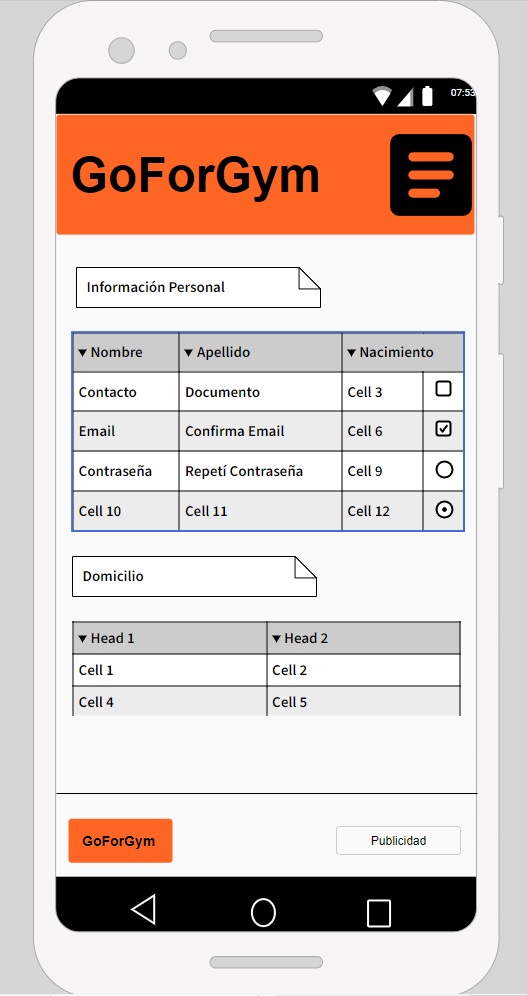 07:53
GoForGym
Información Personal
Nombre Apellido Nacimiento
Contacto Documento Cell 3
Email Confirma Email Cell 6
Contraseña Repetí Contraseña Cell 9
Cell 10 Cell 11 Cell 12
Domicilio
Head 1 Head 2
Cell 1 Cell 2
Cell 4 Cell 5
GoForGym Publicidad